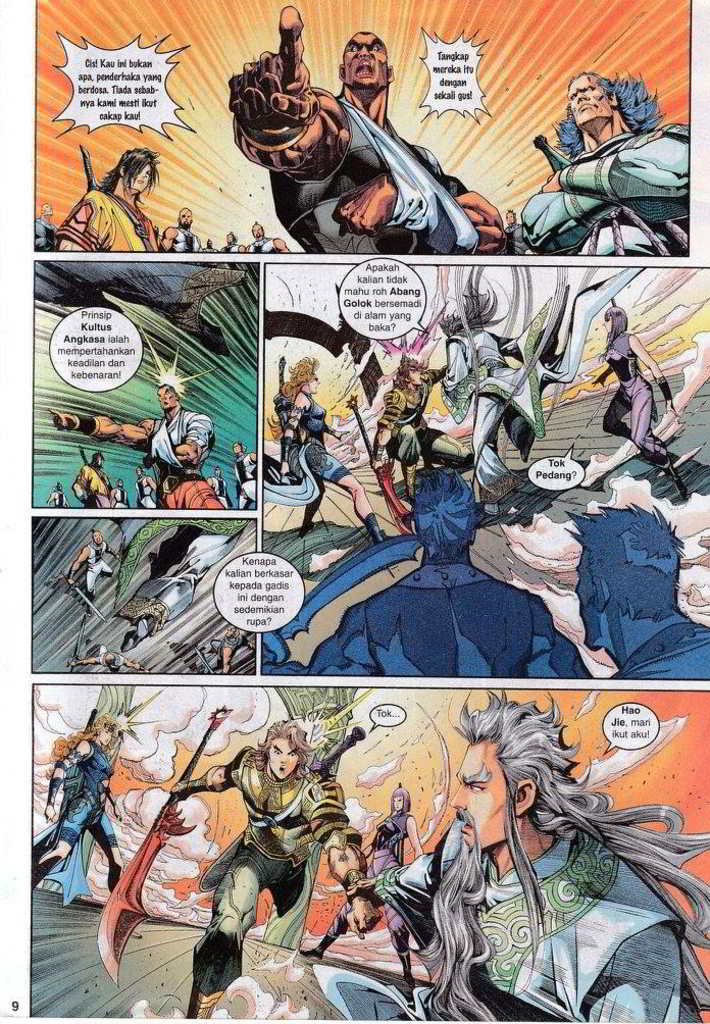 Cis! Kau ini bukan
apa, penderhaka yang
berdosa. Tiada sebab-
nya kami mesti ikut
cakap kau!
Tangkap
mereka itu
dengan
sekali gus!
Prinsip
Kultus
Angkasa ialah
mempertahankan
keadilan dan
kebenaran!
Apakah
kalian tidak
mahu roh Abang
Golok bersemadi
di alam yang
baka?
Tok
Pedang?
Kenapa
kalian berkasar
kepada gadis
ini dengan
sedemikian
rupa?
Tok...
Hao
Jie, mari
ikut aku!
9